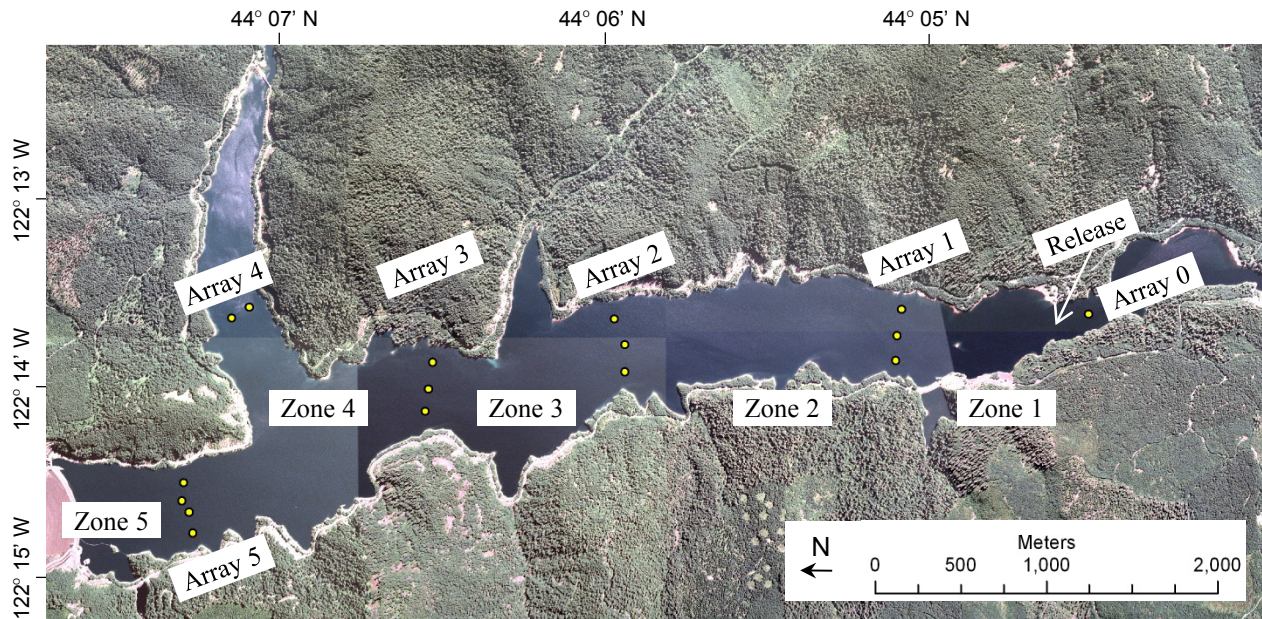 44° 07' N
44° 06' N
44° 05' N
122° 13' W
122° 14' W
122° 15' W
Release
Array 0
Array 1
Array 2
Array 3
Array 4
Zone 4
Zone 3
Zone 2
Zone 1
Zone 5
Array 5
N
Meters
0 500 1,000 2,000